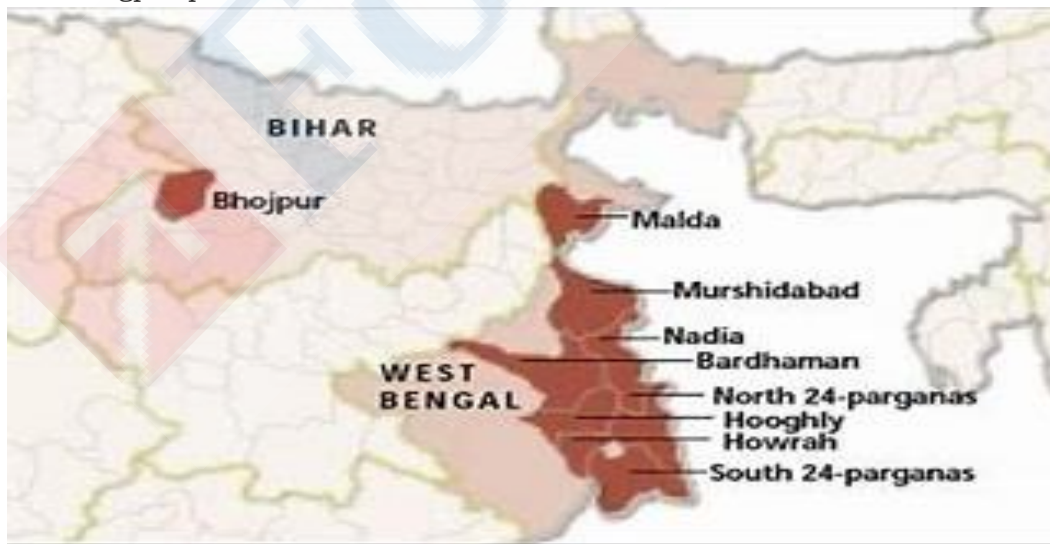 BIHAR
Bhojpur
Malda
Murshidabad
Nadia
Bardhaman
WEST
BENGAL
North 24-parganas
Hooghly
Howrah
South 24-parganas